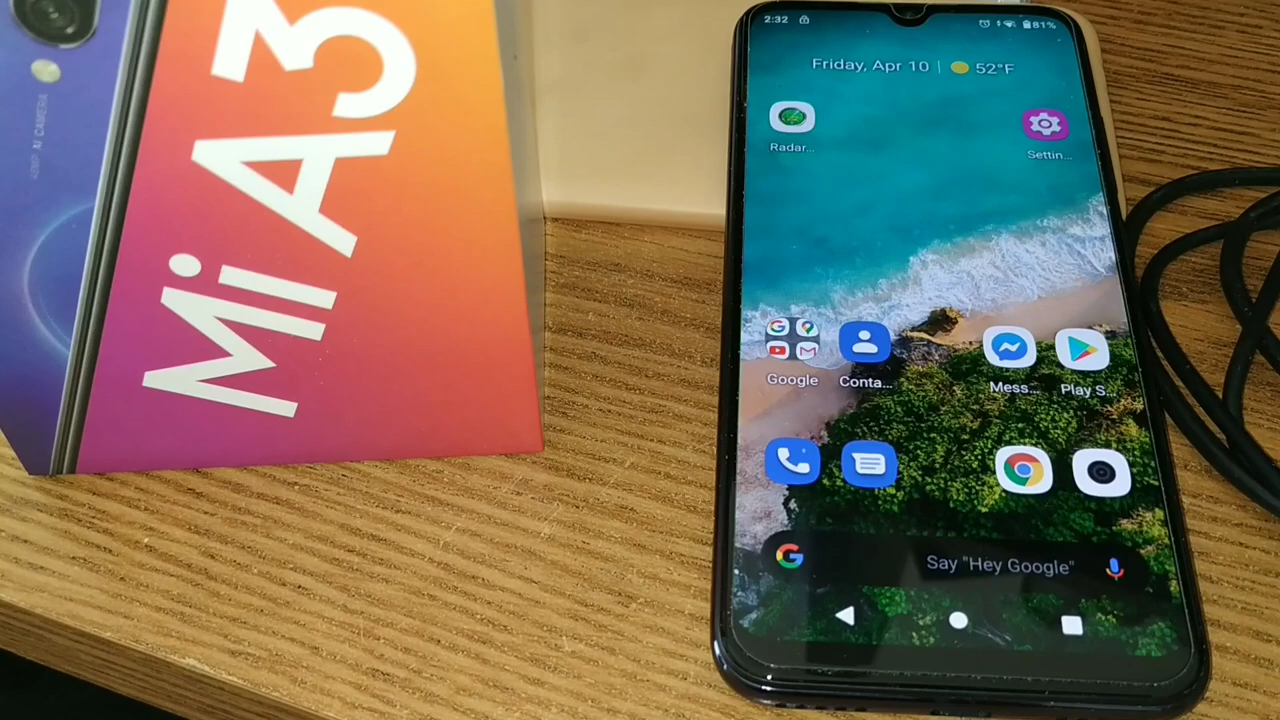 Mi A3
48MP AI CAMERA
2:32
81%
Friday, Apr 10 | 52°F
Radar...
Settin...
Google
Conta...
Mess...
Play S...
Say "Hey Google"